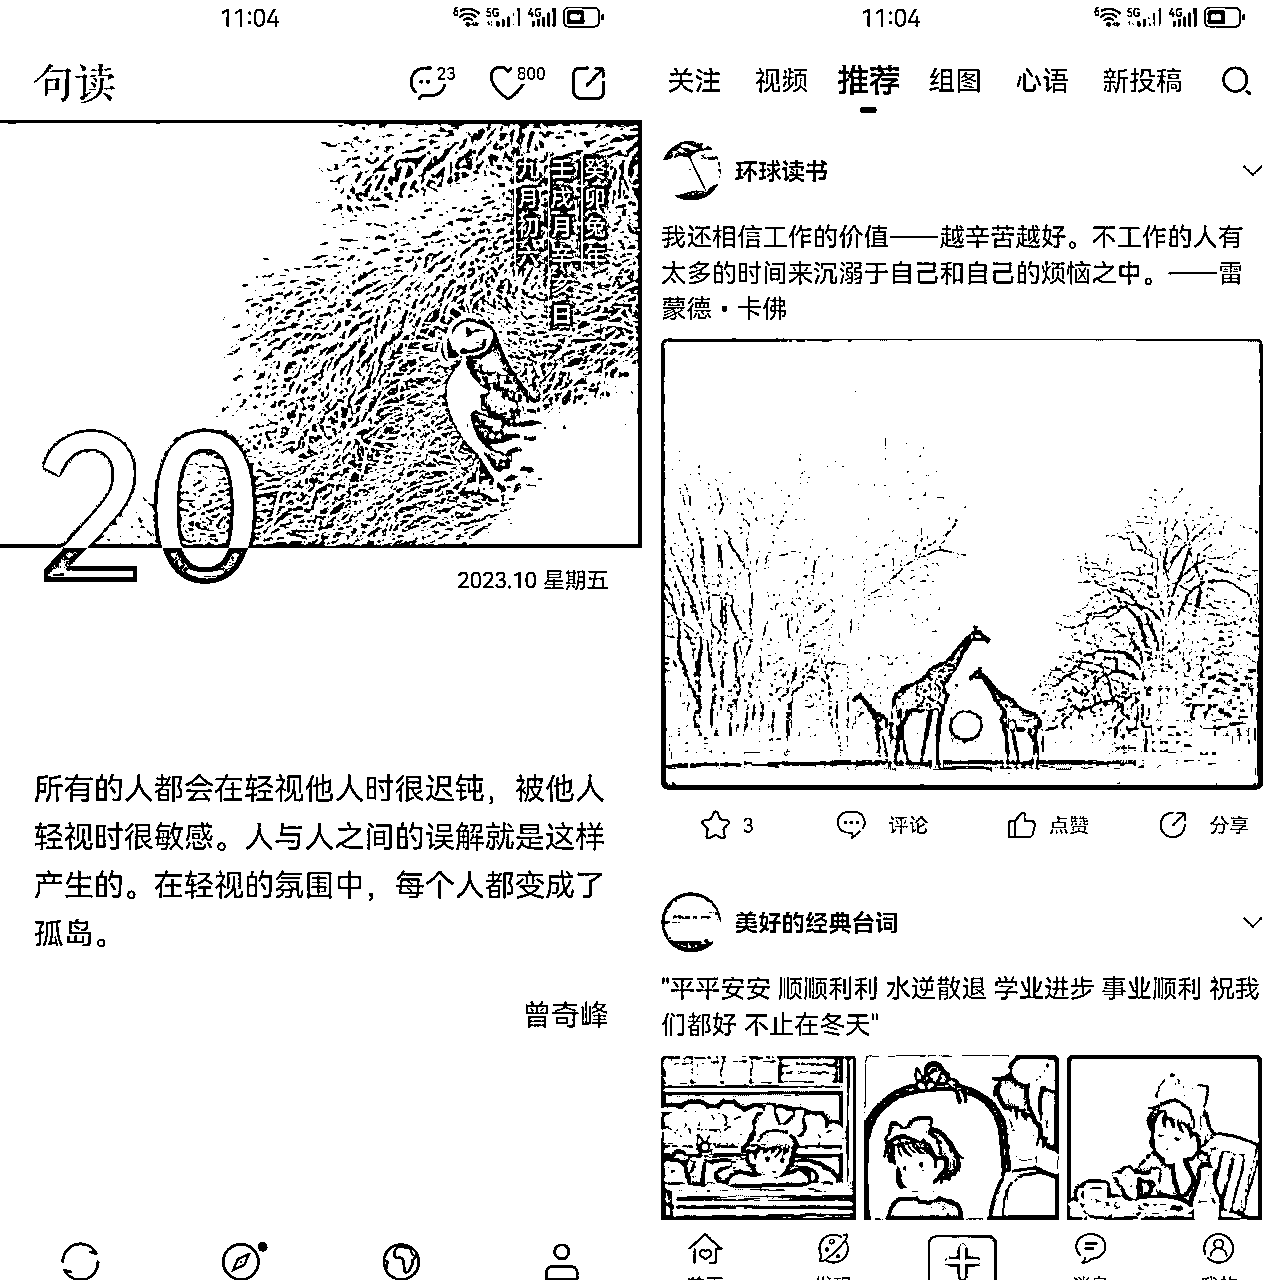 11:04
句读
23
800
癸卯兔年
壬戌月辛亥日
九月初六
20
2023.10 星期五
所有的人都会在轻视他人时很迟钝，被他人
轻视时很敏感。人与人之间的误解就是这样
产生的。在轻视的氛围中，每个人都变成了
孤岛。
曾奇峰
11:04
关注 视频 推荐 组图 心语 新投稿
环球读书
我还相信工作的价值——越辛苦越好。不工作的人有
太多的时间来沉溺于自己和自己的烦恼之中。——雷
蒙德·卡佛
3 评论 点赞 分享
美好的经典台词
"平平安安 顺顺利利 水逆散退 学业进步 事业顺利 祝我
们都好 不止在冬天"